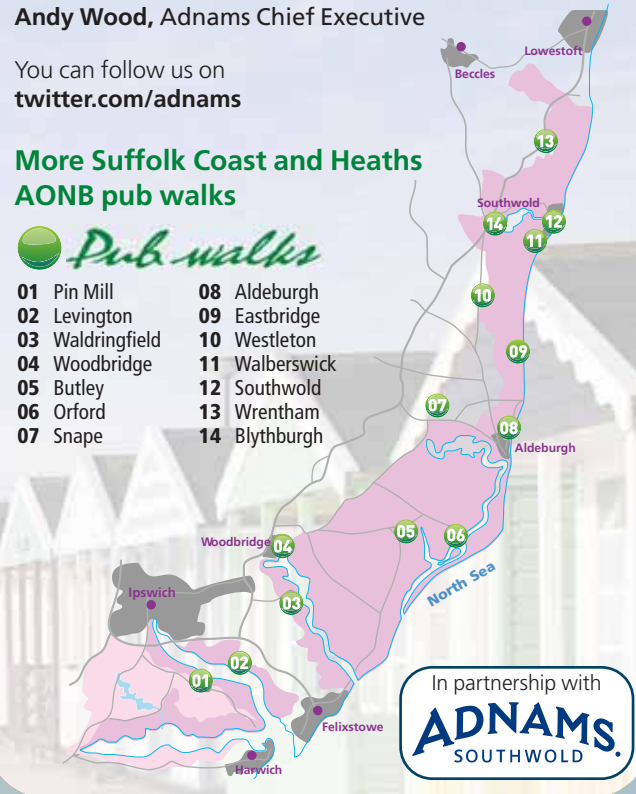 Andy Wood, Adnams Chief Executive
You can follow us on
twitter.com/adnams
More Suffolk Coast and Heaths
AONB pub walks
Pub walks
01 Pin Mill
02 Levington
03 Waldringfield
04 Woodbridge
05 Butley
06 Orford
07 Snape
08 Aldeburgh
09 Eastbridge
10 Westleton
11 Walberswick
12 Southwold
13 Wrentham
14 Blythburgh
Lowestoft
Beccles
13
Southwold
14
12
11
10
09
07
08
Aldeburgh
05
06
Woodbridge
04
North Sea
Ipswich
03
02
01
Felixstowe
Harwich
In partnership with
ADNAMS
SOUTHWOLD